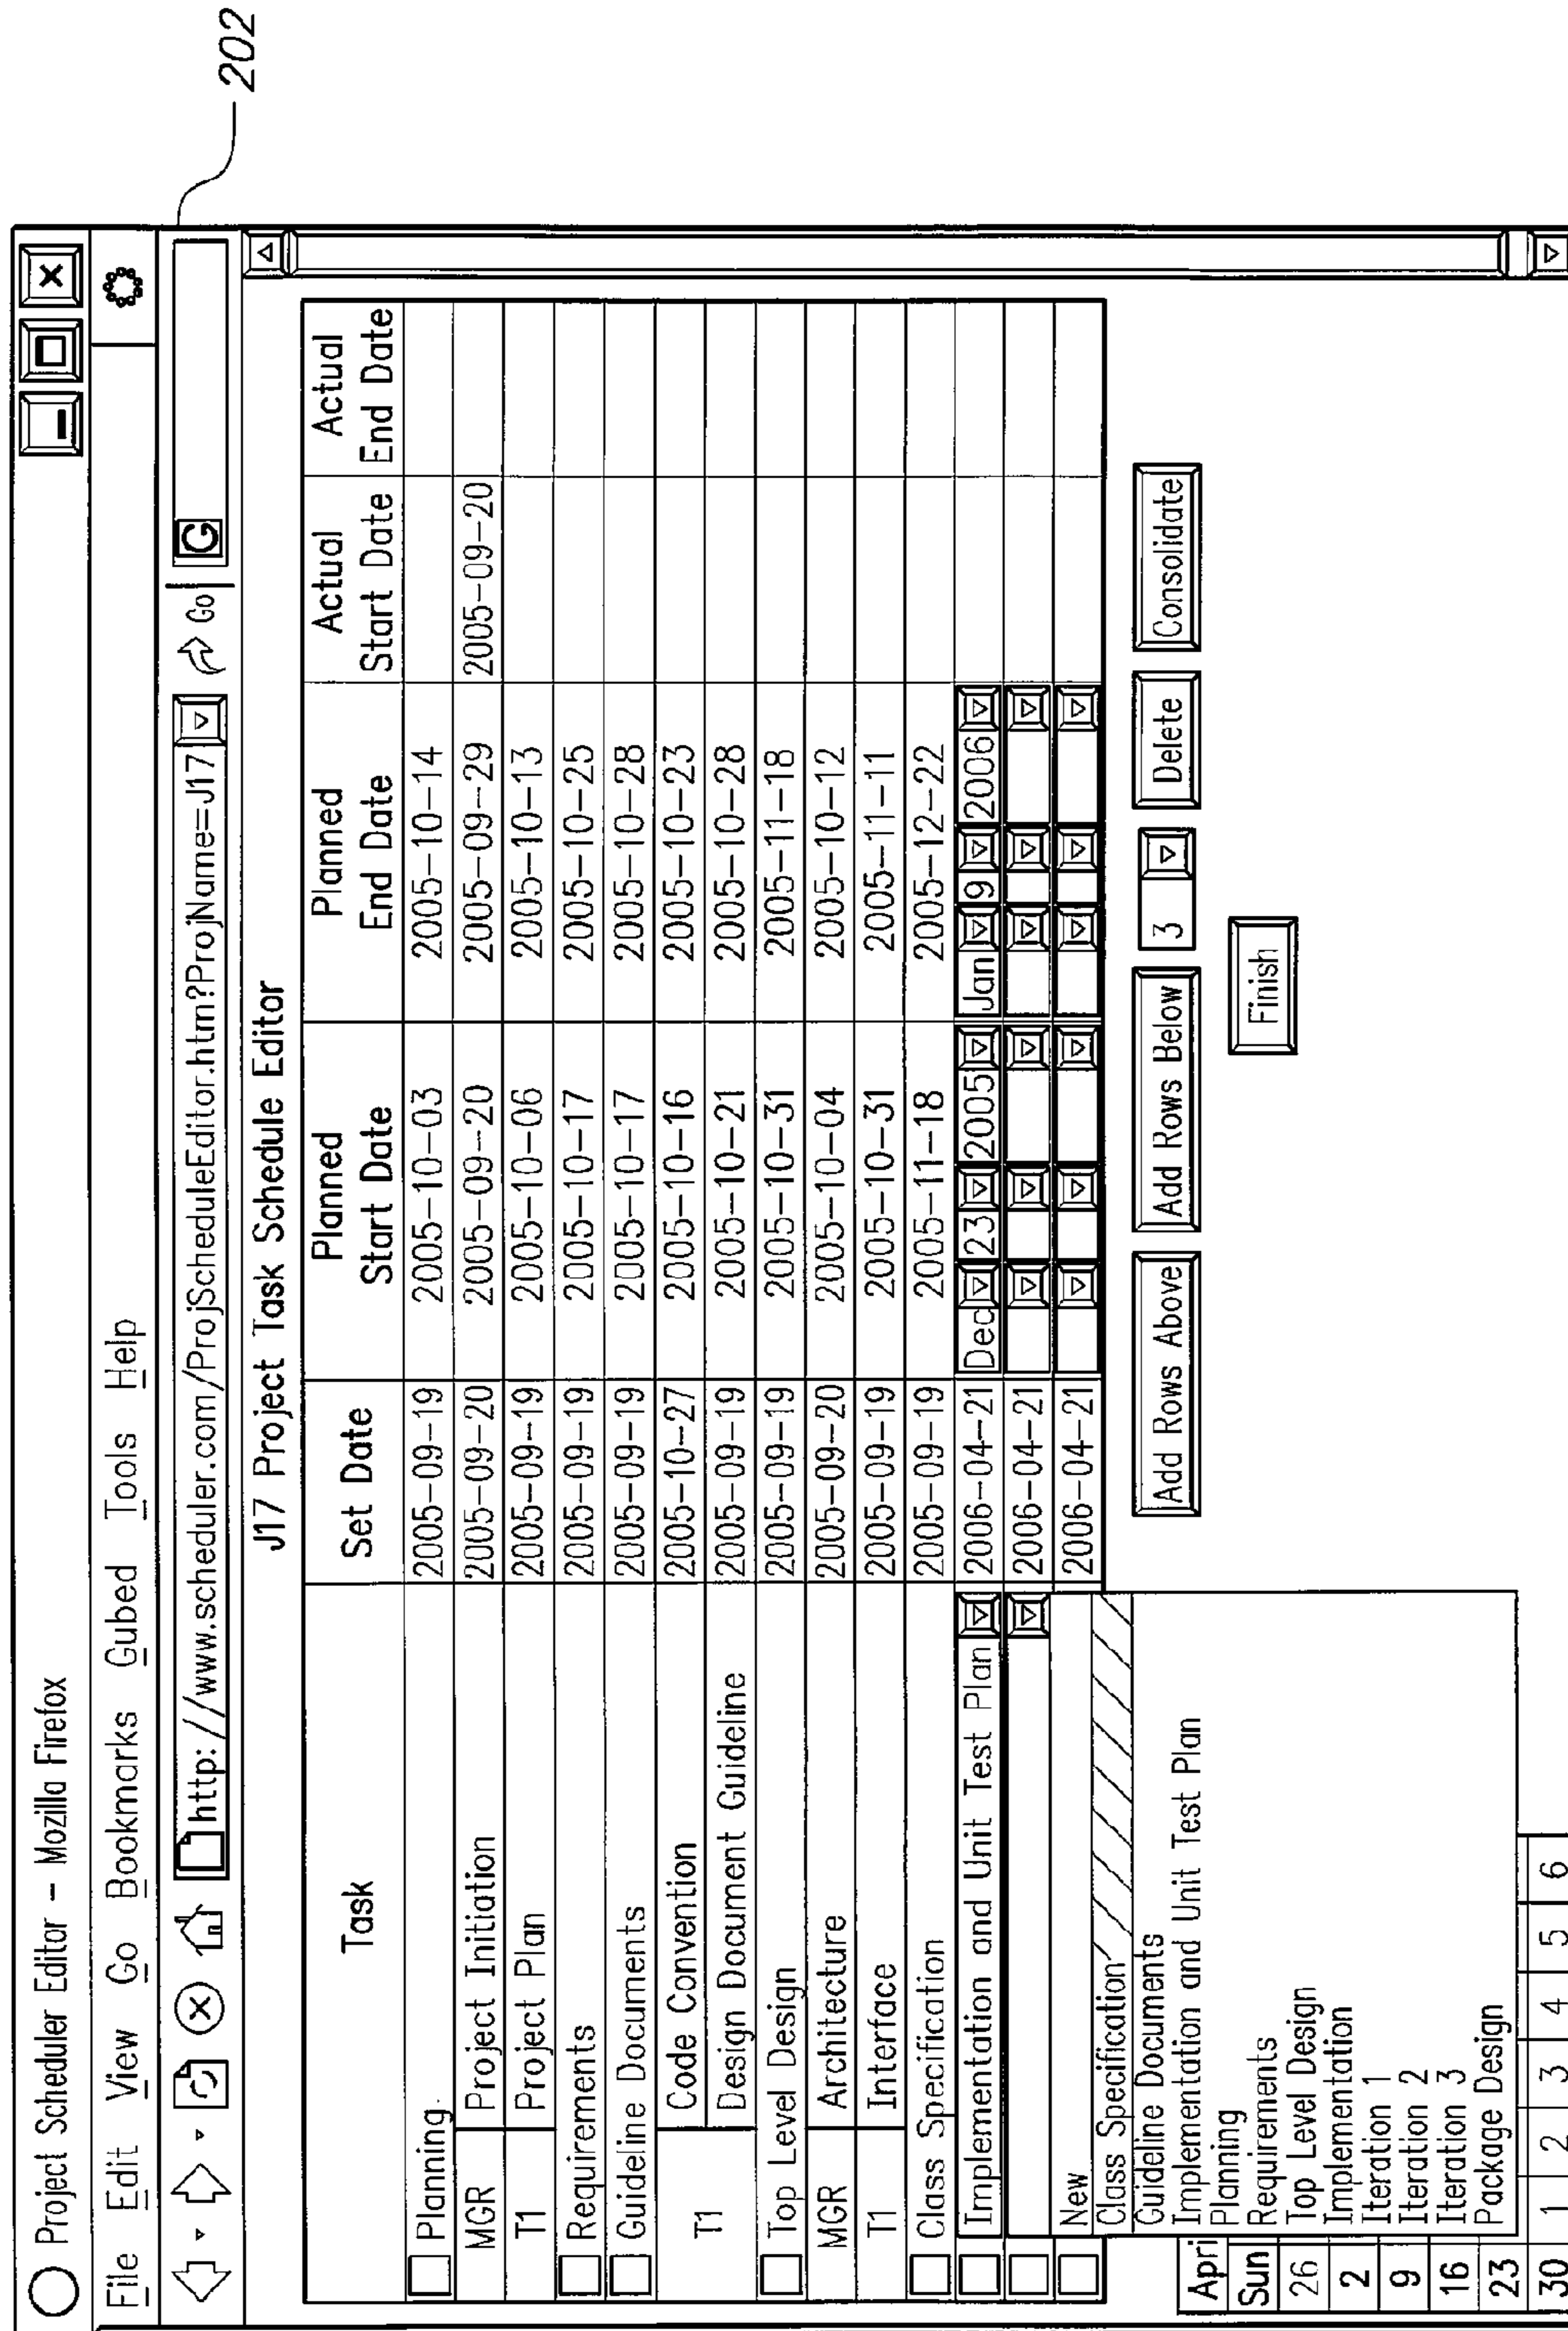 202
Project Scheduler Editor – Mozilla Firefox
File Edit View Go Bookmarks Gubed Tools Help
http://www.scheduler.com/ProjScheduleEditor.htm?ProjName=J17 Go G
J17 Project Task Schedule Editor
Task Set Date Planned Start Date Planned End Date Actual Start Date Actual End Date
Planning 2005-09-19 2005-10-03 2005-10-14
MGR Project Initiation 2005-09-20 2005-09-20 2005-09-29 2005-09-20
T1 Project Plan 2005-09-19 2005-10-06 2005-10-13
Requirements 2005-09-19 2005-10-17 2005-10-25
Guideline Documents 2005-09-19 2005-10-17 2005-10-28
T1 Code Convention 2005-10-27 2005-10-16 2005-10-23
Design Document Guideline 2005-09-19 2005-10-21 2005-10-28
Top Level Design 2005-09-19 2005-10-31 2005-11-18
MGR Architecture 2005-09-20 2005-10-04 2005-10-12
T1 Interface 2005-09-19 2005-10-31 2005-11-11
Class Specification 2005-09-19 2005-11-18 2005-12-22
Implementation and Unit Test Plan 2006-04-21 Dec 23 2005 Jan 9 2006
2006-04-21
New 2006-04-21
Class Specification
Guideline Documents
Implementation and Unit Test Plan
Planning
Requirements
Top Level Design
Implementation
Iteration 1
Iteration 2
Iteration 3
Package Design
Add Rows Above Add Rows Below 3 Delete Consolidate
Finish
Apri
Sun
26
2
9
16
23
30 1 2 3 4 5 6